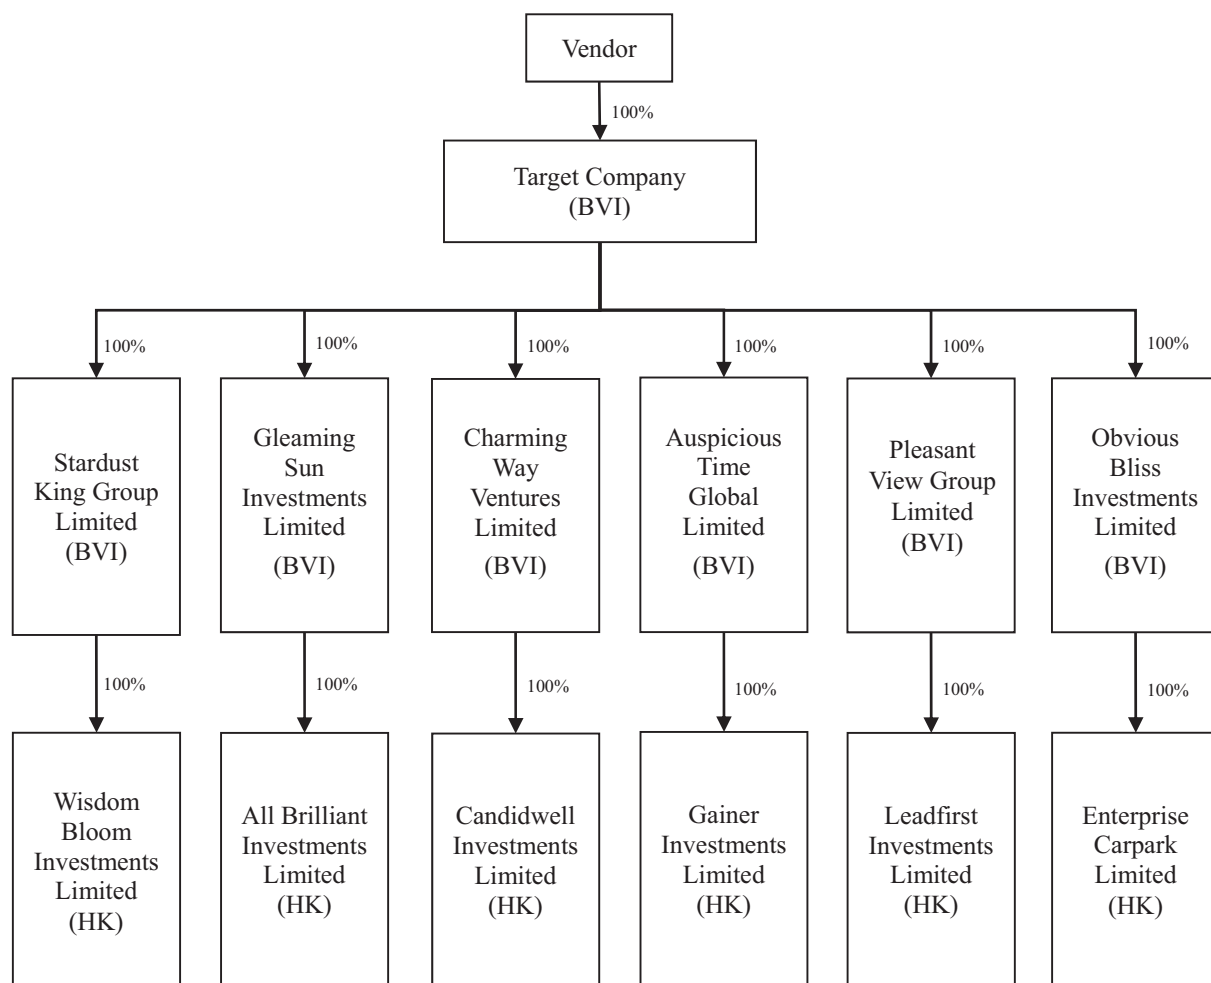 Vendor
100%
Target Company
(BVI)
100%
100%
100%
100%
100%
100%
Stardust
King Group
Limited
(BVI)
Gleaming
Sun
Investments
Limited
(BVI)
Charming
Way
Ventures
Limited
(BVI)
Auspicious
Time
Global
Limited
(BVI)
Pleasant
View Group
Limited
(BVI)
Obvious
Bliss
Investments
Limited
(BVI)
100%
100%
100%
100%
100%
100%
Wisdom
Bloom
Investments
Limited
(HK)
All Brilliant
Investments
Limited
(HK)
Candidwell
Investments
Limited
(HK)
Gainer
Investments
Limited
(HK)
Leadfirst
Investments
Limited
(HK)
Enterprise
Carpark
Limited
(HK)